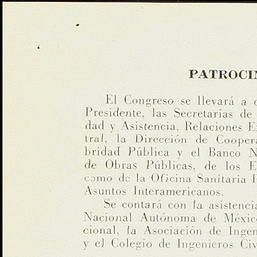 PATROCIN
El Congreso se llevará a c
Presidente, las Secretarías de
dad y Asistencia, Relaciones E
tral, la Dirección de Coopera
bridad Pública y el Banco N
de Obras Públicas, de los E
como de la Oficina Sanitaria P
Asuntos Interamericanos.
Se contará con la asistencia
Nacional Autónoma de Méxic
cional, la Asociación de Ingen
y el Colegio de Ingenieros Civ